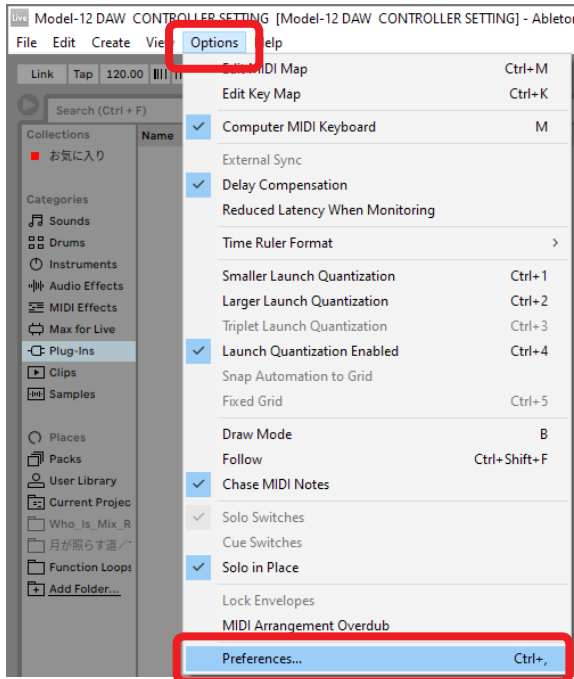 Live Model-12 DAW CONTROLLER SETTING [Model-12 DAW CONTROLLER SETTING] - Ableto
File Edit Create View Options Help
Link Tap 120.00
Search (Ctrl + F)
Collections
Name
お気に入り
Categories
Sounds
Drums
Instruments
Audio Effects
MIDI Effects
Max for Live
Plug-Ins
Clips
Samples
Places
Packs
User Library
Current Projec
Who_Is_Mix_R
月が照らす道／
Function Loops
Add Folder...
Edit MIDI Map Ctrl+M
Edit Key Map Ctrl+K
Computer MIDI Keyboard M
External Sync
Delay Compensation
Reduced Latency When Monitoring
Time Ruler Format >
Smaller Launch Quantization Ctrl+1
Larger Launch Quantization Ctrl+2
Triplet Launch Quantization Ctrl+3
Launch Quantization Enabled Ctrl+4
Snap Automation to Grid
Fixed Grid Ctrl+5
Draw Mode B
Follow Ctrl+Shift+F
Chase MIDI Notes
Solo Switches
Cue Switches
Solo in Place
Lock Envelopes
MIDI Arrangement Overdub
Preferences... Ctrl+,